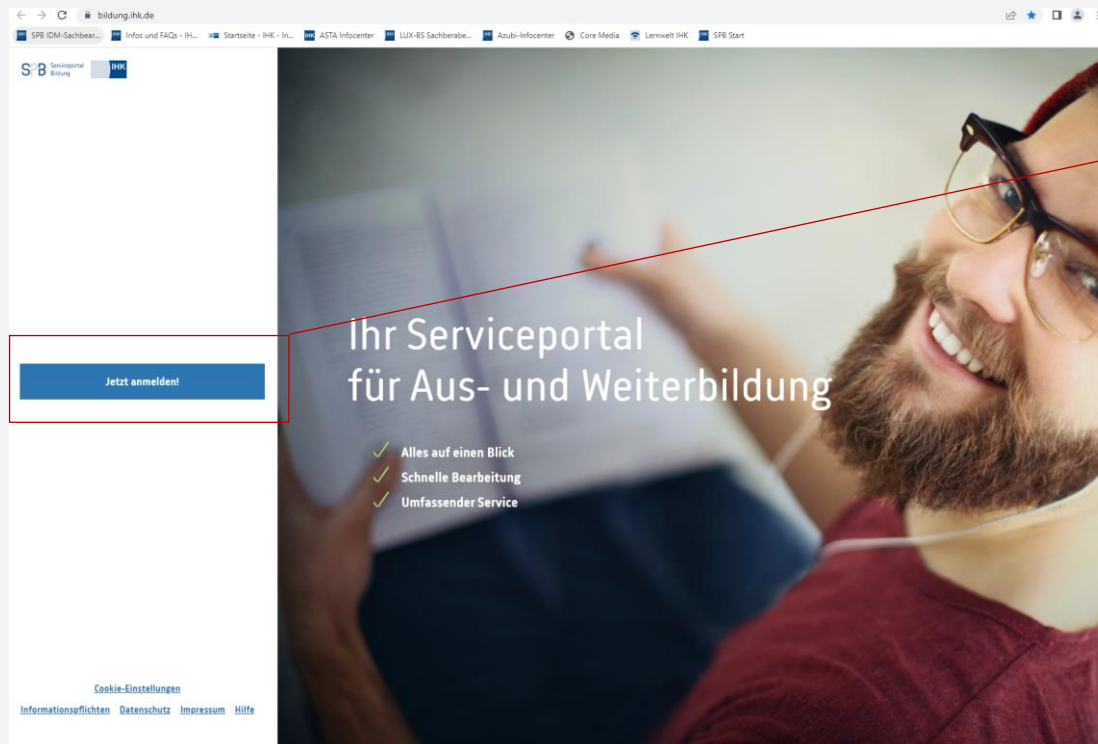 bildung.ihk.de
SPB IDM-Sachbear... Infos und FAQs - IH... Startseite - IHK - In... ASTA Infocenter LUX-BS Sachberabe... Azubi-Infocenter Core Media Lernwelt IHK SPB Start
SPB Serviceportal Bildung IHK
Jetzt anmelden!
Ihr Serviceportal
für Aus- und Weiterbildung
Alles auf einen Blick
Schnelle Bearbeitung
Umfassender Service
Cookie-Einstellungen
Informationspflichten Datenschutz Impressum Hilfe